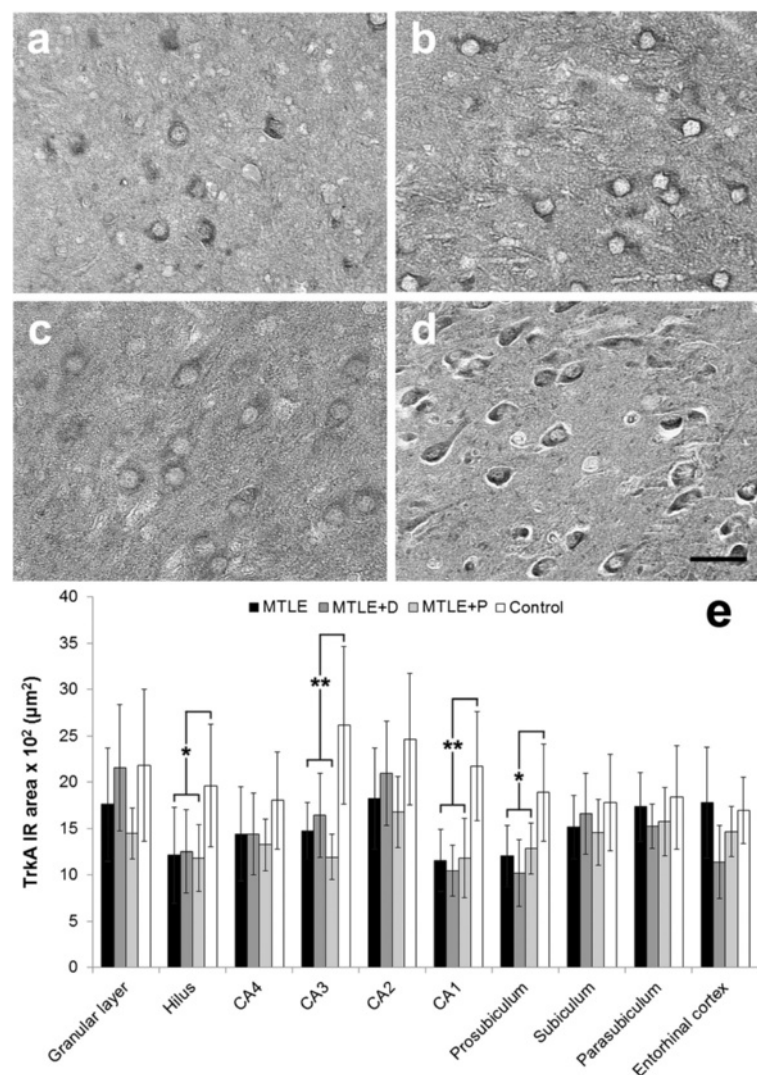 a
b
c
d
e
MTLE MTLE+D MTLE+P Control
TrkA IR area x 10² (µm²)
40
35
30
25
20
15
10
5
0
*
**
**
*
Granular layer
Hilus
CA4
CA3
CA2
CA1
Prosubiculum
Subiculum
Parasubiculum
Entorhinal cortex